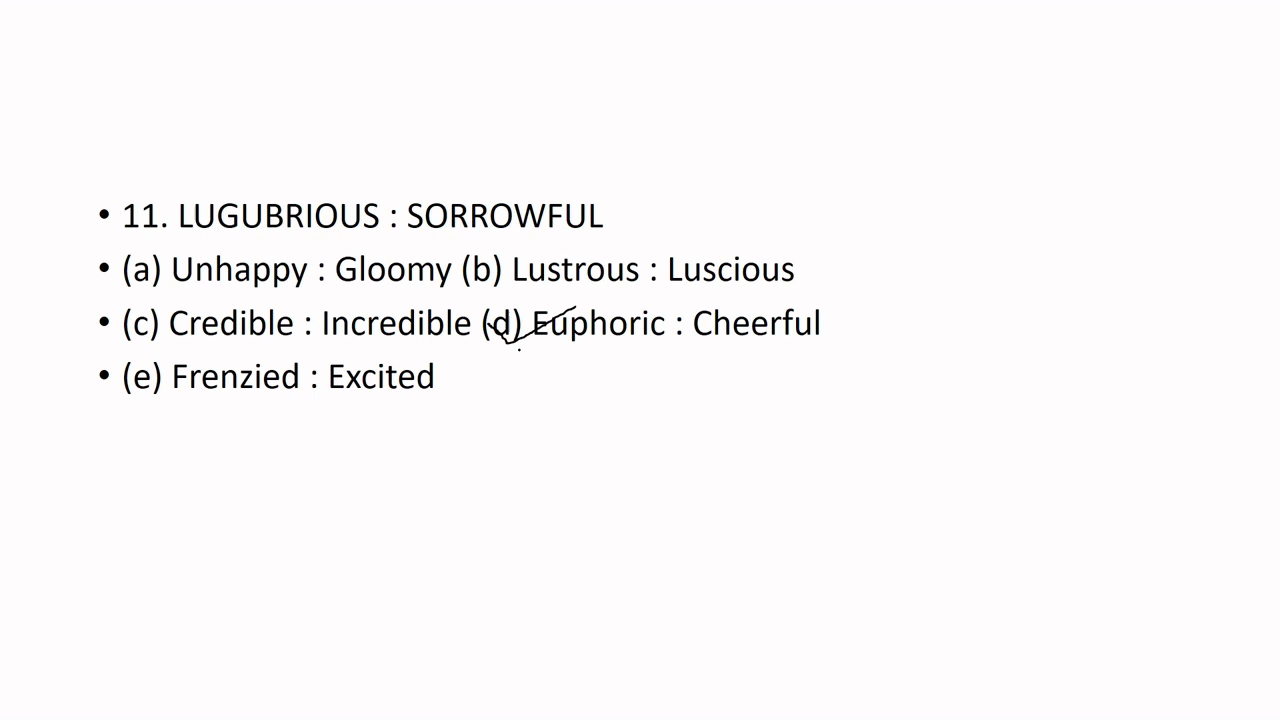 • 11. LUGUBRIOUS : SORROWFUL
• (a) Unhappy : Gloomy (b) Lustrous : Luscious
• (c) Credible : Incredible (d) Euphoric : Cheerful
• (e) Frenzied : Excited